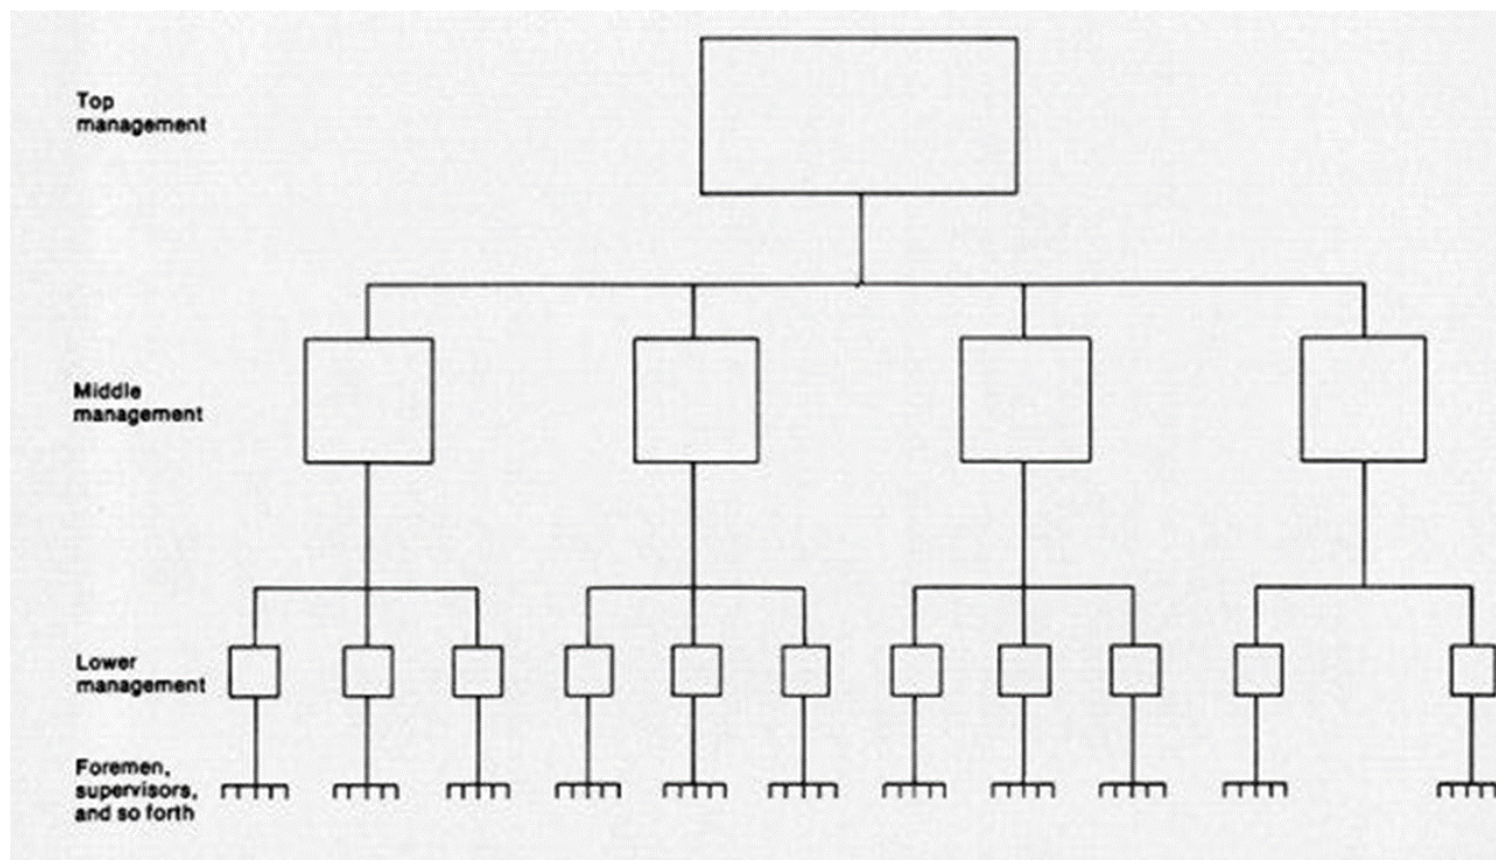 Top
management
Middle
management
Lower
management
Foremen,
supervisors,
and so forth